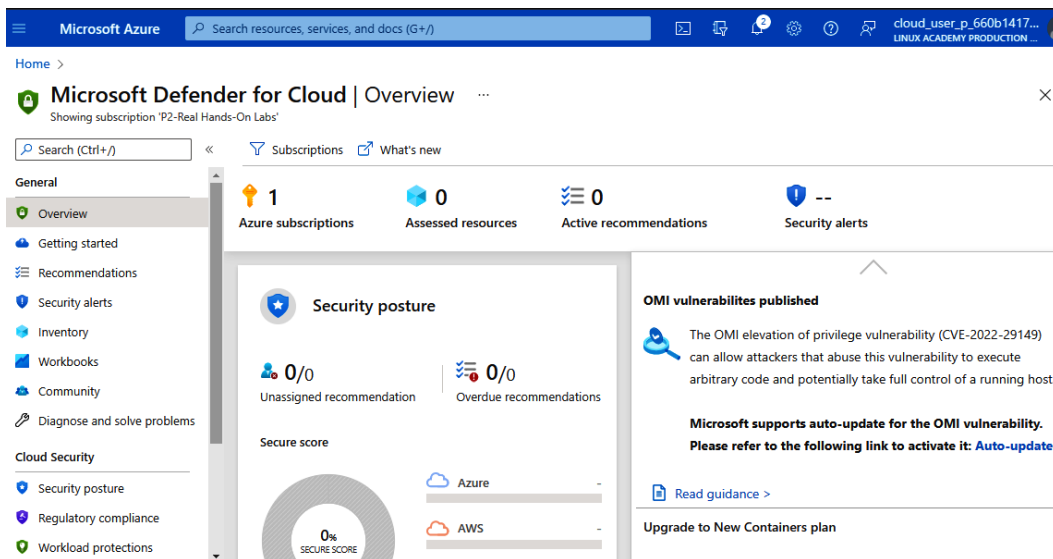 Microsoft Azure
Search resources, services, and docs (G+/)
2
cloud_user_p_660b1417...
LINUX ACADEMY PRODUCTION ...
Home >
Microsoft Defender for Cloud | Overview ...
Showing subscription 'P2-Real Hands-On Labs'
Search (Ctrl+/) «
Subscriptions
What's new
General
Overview
Getting started
Recommendations
Security alerts
Inventory
Workbooks
Community
Diagnose and solve problems
Cloud Security
Security posture
Regulatory compliance
Workload protections
1
Azure subscriptions
0
Assessed resources
0
Active recommendations
--
Security alerts
Security posture
0/0
Unassigned recommendation
0/0
Overdue recommendations
Secure score
0%
SECURE SCORE
Azure -
AWS -
OMI vulnerabilites published
The OMI elevation of privilege vulnerability (CVE-2022-29149)
can allow attackers that abuse this vulnerability to execute
arbitrary code and potentially take full control of a running host
Microsoft supports auto-update for the OMI vulnerability.
Please refer to the following link to activate it: Auto-update
Read guidance >
Upgrade to New Containers plan